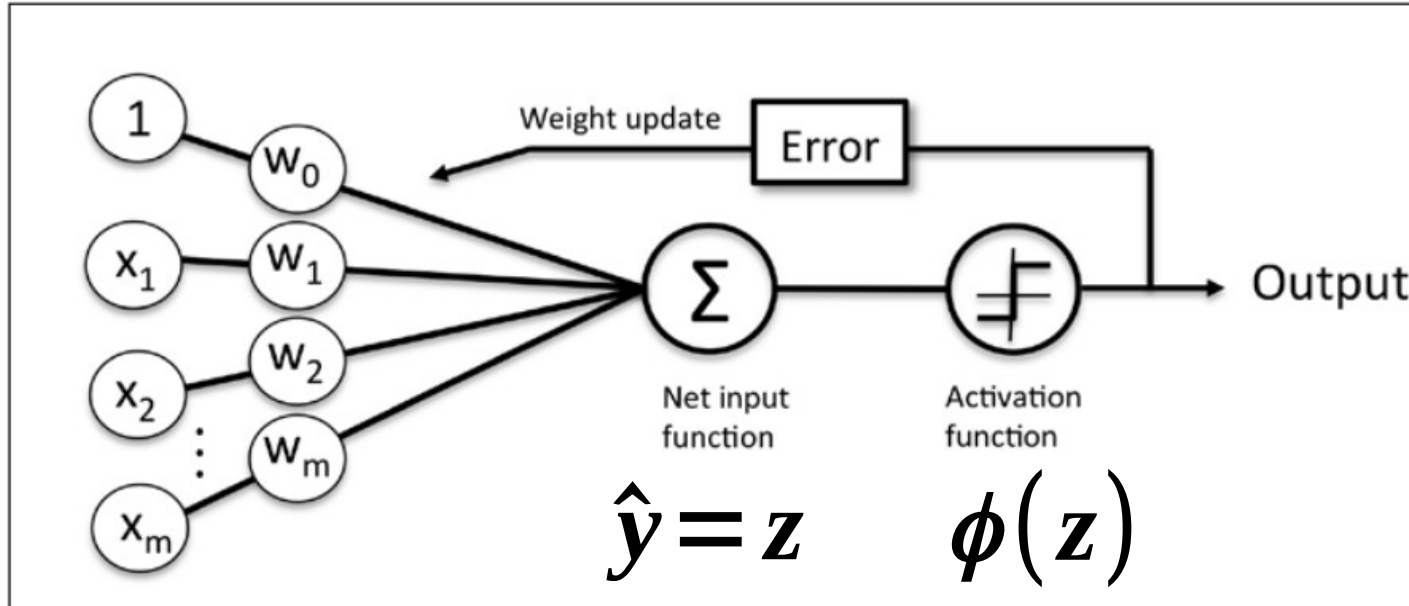 1
w₀
Weight update
Error
x₁
w₁
Σ
Output
x₂
w₂
⋮
wₘ
xₘ
Net input
function
Activation
function
ŷ=z
ϕ(z)